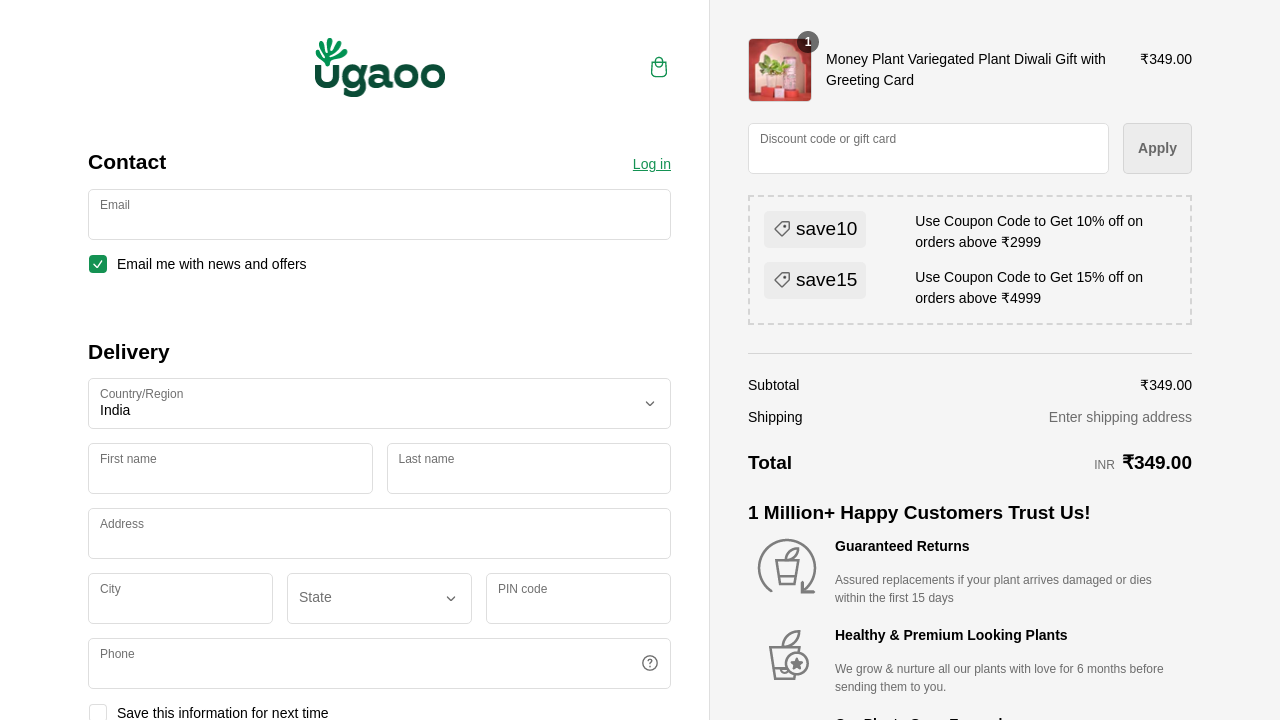 Ugaoo
Contact
Log in
Email
Email me with news and offers
Delivery
Country/Region
India
First name
Last name
Address
City
State
PIN code
Phone
Save this information for next time
1
Money Plant Variegated Plant Diwali Gift with
Greeting Card
₹349.00
Discount code or gift card
Apply
save10
Use Coupon Code to Get 10% off on
orders above ₹2999
save15
Use Coupon Code to Get 15% off on
orders above ₹4999
Subtotal
₹349.00
Shipping
Enter shipping address
Total
INR ₹349.00
1 Million+ Happy Customers Trust Us!
Guaranteed Returns
Assured replacements if your plant arrives damaged or dies
within the first 15 days
Healthy & Premium Looking Plants
We grow & nurture all our plants with love for 6 months before
sending them to you.